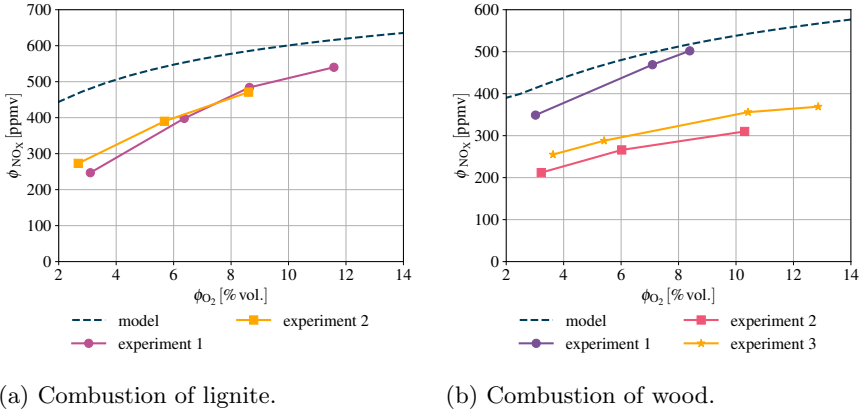 700
600
500
400
300
200
100
0
ϕ NOX [ppmv]
2 4 6 8 10 12 14
ϕO2 [% vol.]
model
experiment 2
experiment 1
(a) Combustion of lignite.
600
500
400
300
200
100
0
ϕ NOX [ppmv]
2 4 6 8 10 12 14
ϕO2 [% vol.]
model
experiment 2
experiment 1
experiment 3
(b) Combustion of wood.